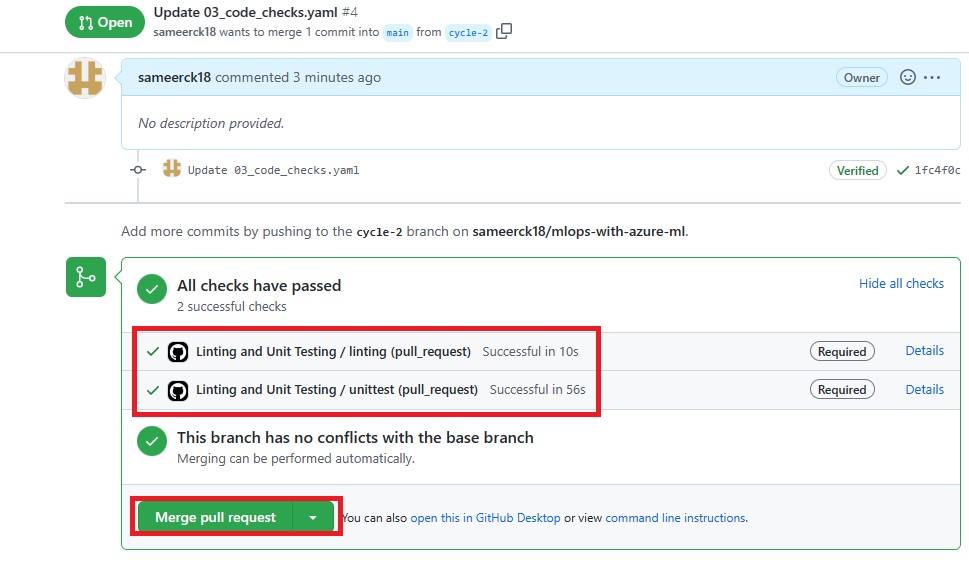 Open
Update 03_code_checks.yaml #4
sameerck18 wants to merge 1 commit into main from cycle-2
sameerck18 commented 3 minutes ago
Owner
No description provided.
Update 03_code_checks.yaml
Verified
1fc4f0c
Add more commits by pushing to the cycle-2 branch on sameerck18/mlops-with-azure-ml.
All checks have passed
Hide all checks
2 successful checks
Linting and Unit Testing / linting (pull_request) Successful in 10s
Required
Details
Linting and Unit Testing / unittest (pull_request) Successful in 56s
Required
Details
This branch has no conflicts with the base branch
Merging can be performed automatically.
Merge pull request
You can also open this in GitHub Desktop or view command line instructions.